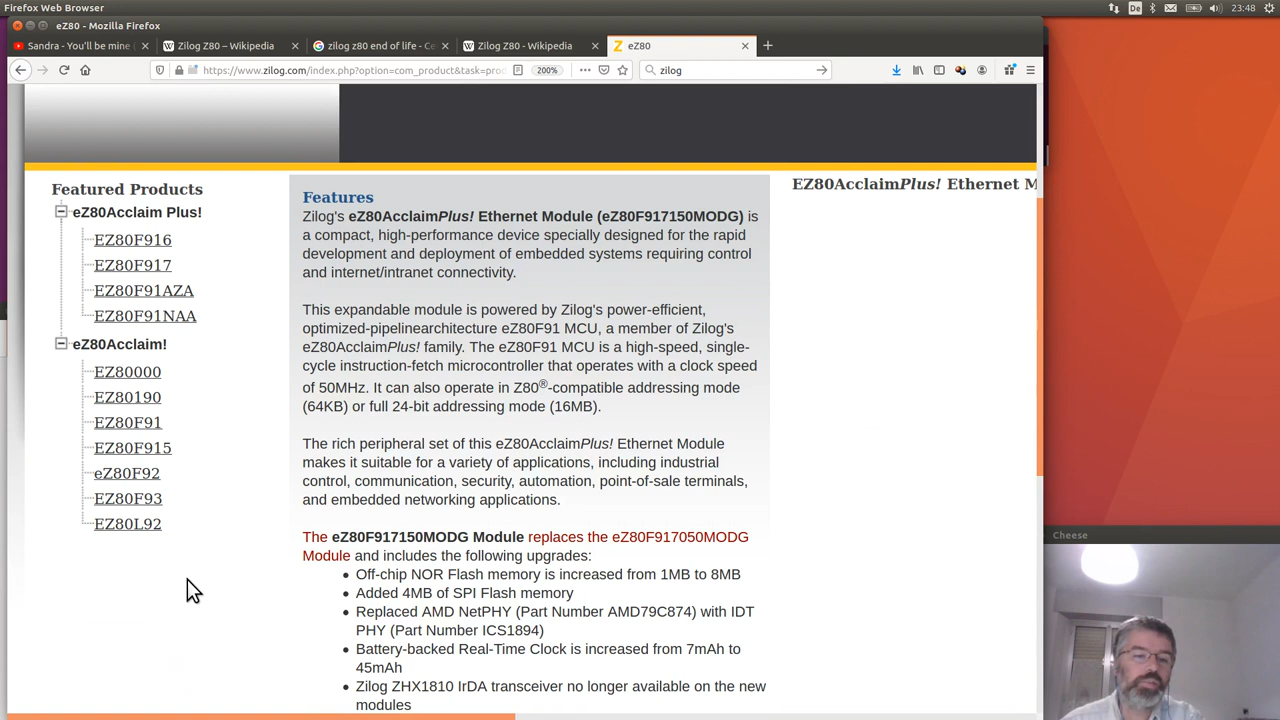 Firefox Web Browser
De
23:48
eZ80 - Mozilla Firefox
Sandra - You'll be mine (
Zilog Z80 – Wikipedia
zilog z80 end of life - Ce
Zilog Z80 - Wikipedia
eZ80
https://www.zilog.com/index.php?option=com_product&task=proc
200%
zilog
Featured Products
eZ80Acclaim Plus!
EZ80F916
EZ80F917
EZ80F91AZA
EZ80F91NAA
eZ80Acclaim!
EZ80000
EZ80190
EZ80F91
EZ80F915
eZ80F92
EZ80F93
EZ80L92
Features
Zilog's eZ80AcclaimPlus! Ethernet Module (eZ80F917150MODG) is
a compact, high-performance device specially designed for the rapid
development and deployment of embedded systems requiring control
and internet/intranet connectivity.
This expandable module is powered by Zilog's power-efficient,
optimized-pipelinearchitecture eZ80F91 MCU, a member of Zilog's
eZ80AcclaimPlus! family. The eZ80F91 MCU is a high-speed, single-
cycle instruction-fetch microcontroller that operates with a clock speed
of 50MHz. It can also operate in Z80®-compatible addressing mode
(64KB) or full 24-bit addressing mode (16MB).
The rich peripheral set of this eZ80AcclaimPlus! Ethernet Module
makes it suitable for a variety of applications, including industrial
control, communication, security, automation, point-of-sale terminals,
and embedded networking applications.
The eZ80F917150MODG Module replaces the eZ80F917050MODG
Module and includes the following upgrades:
• Off-chip NOR Flash memory is increased from 1MB to 8MB
• Added 4MB of SPI Flash memory
• Replaced AMD NetPHY (Part Number AMD79C874) with IDT
PHY (Part Number ICS1894)
• Battery-backed Real-Time Clock is increased from 7mAh to
45mAh
• Zilog ZHX1810 IrDA transceiver no longer available on the new
modules
EZ80AcclaimPlus! Ethernet M
Cheese